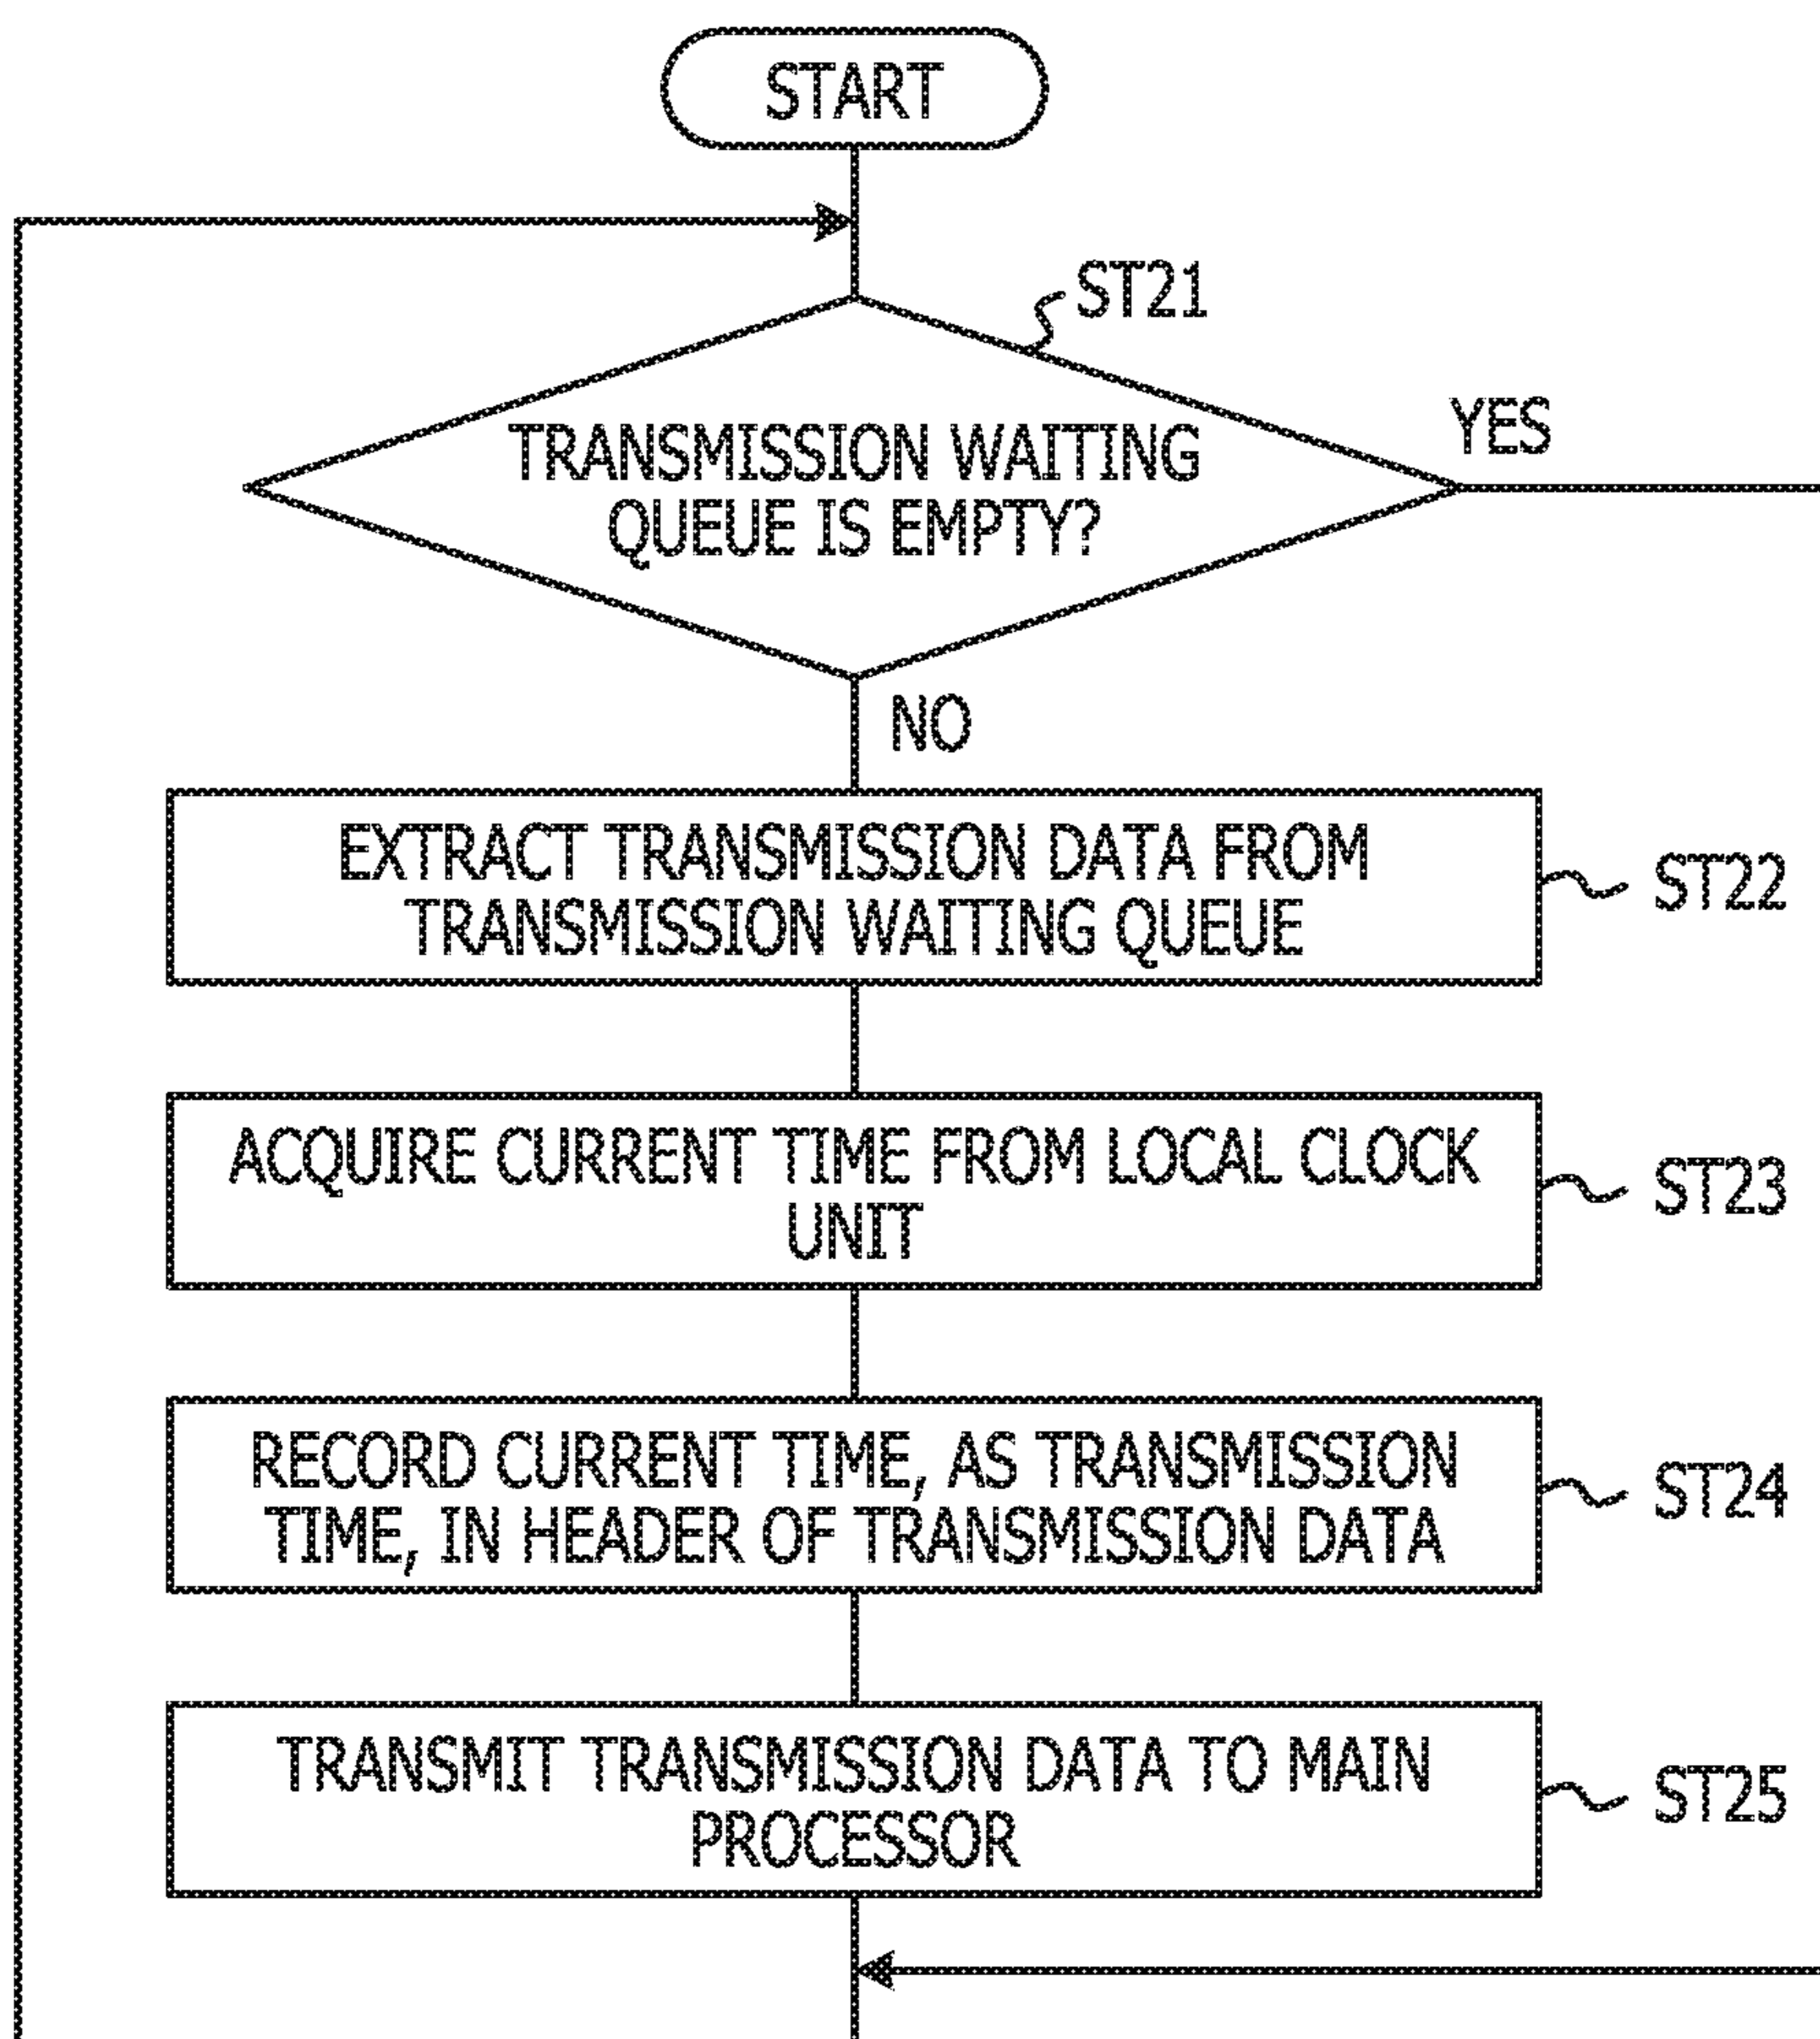 START
ST21
TRANSMISSION WAITING
QUEUE IS EMPTY?
YES
NO
EXTRACT TRANSMISSION DATA FROM
TRANSMISSION WAITING QUEUE
ST22
ACQUIRE CURRENT TIME FROM LOCAL CLOCK
UNIT
ST23
RECORD CURRENT TIME, AS TRANSMISSION
TIME, IN HEADER OF TRANSMISSION DATA
ST24
TRANSMIT TRANSMISSION DATA TO MAIN
PROCESSOR
ST25